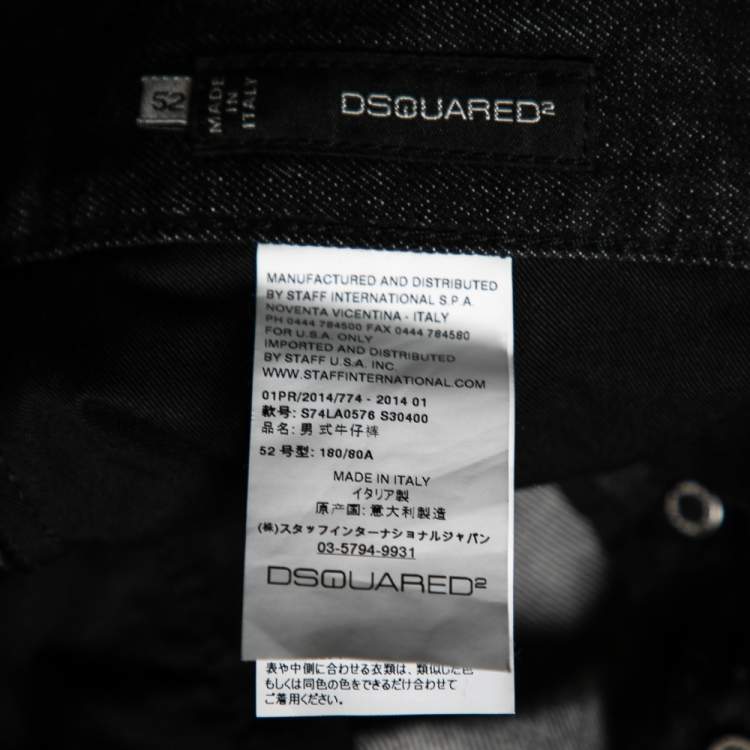 52
MADE
IN
ITALY
DSQUARED²
MANUFACTURED AND DISTRIBUTED
BY STAFF INTERNATIONAL S.P.A.
NOVENTA VICENTINA - ITALY
PH 0444 784500 FAX 0444 784580
FOR U.S.A. ONLY
IMPORTED AND DISTRIBUTED
BY STAFF U.S.A. INC.
WWW.STAFFINTERNATIONAL.COM
01PR/2014/774 - 2014 01
款号: S74LA0576 S30400
品名: 男式牛仔裤
52 号型: 180/80A
MADE IN ITALY
イタリア製
原产国: 意大利製造
(株)スタッフインターナショナルジャパン
03-5794-9931
DSQUARED²
表や中側に合わせる衣類は、類似した色
もしくは同色の色をできるだけ合わせて
ご着用ください。